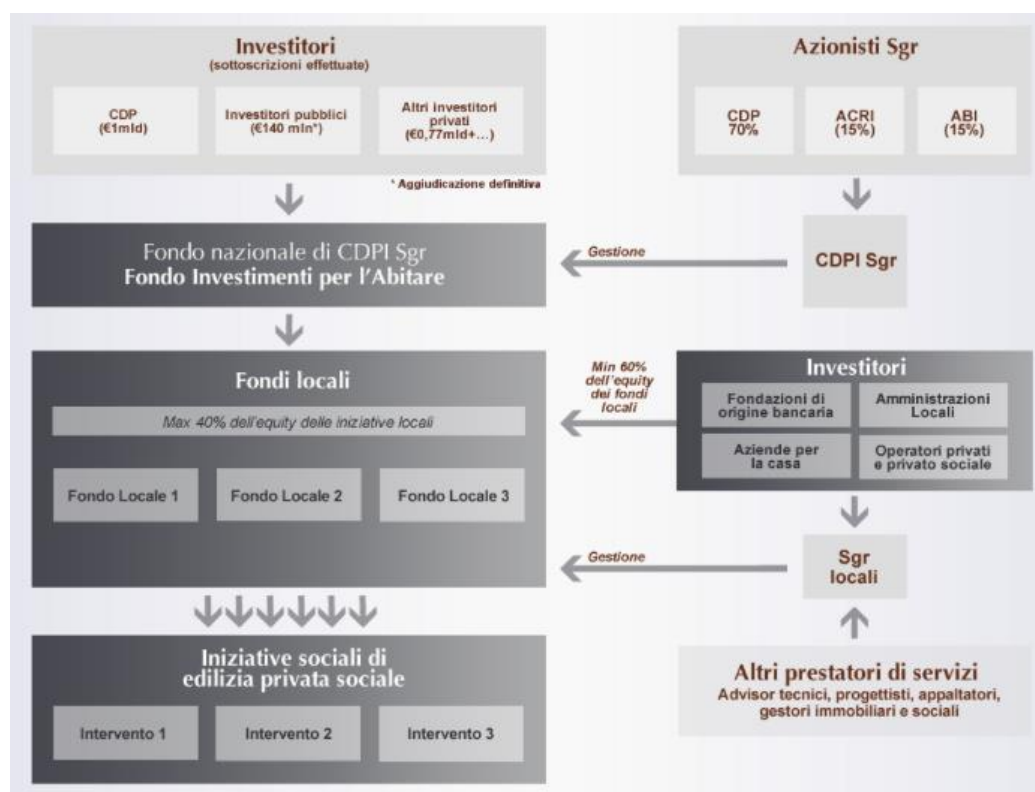 Investitori
(sottoscrizioni effettuate)
CDP
(€1mld)
Investitori pubblici
(€140 mln*)
Altri investitori
privati
(€0,77mld+...)
* Aggiudicazione definitiva
Azionisti Sgr
CDP
70%
ACRI
(15%)
ABI
(15%)
Fondo nazionale di CDPI Sgr
Fondo Investimenti per l'Abitare
Gestione
CDPI Sgr
Fondi locali
Max 40% dell'equity delle iniziative locali
Fondo Locale 1
Fondo Locale 2
Fondo Locale 3
Min 60%
dell'equity
dei fondi
locali
Investitori
Fondazioni di
origine bancaria
Amministrazioni
Locali
Aziende per
la casa
Operatori privati
e privato sociale
Gestione
Sgr
locali
Iniziative sociali di
edilizia privata sociale
Intervento 1
Intervento 2
Intervento 3
Altri prestatori di servizi
Advisor tecnici, progettisti, appaltatori,
gestori immobiliari e sociali